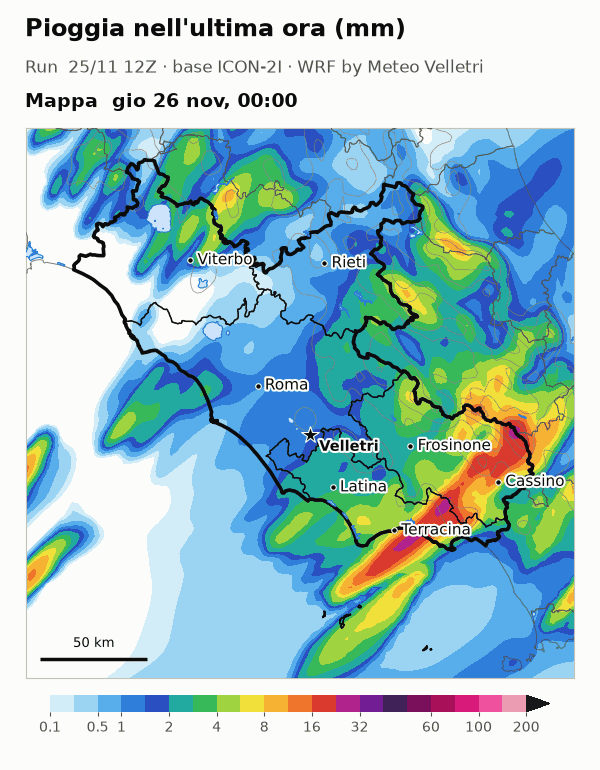 Pioggia nell'ultima ora (mm)
Run  25/11 12Z · base ICON-2I · WRF by Meteo Velletri
Mappa  gio 26 nov, 00:00
Viterbo
Rieti
Roma
Velletri
Frosinone
Latina
Cassino
Terracina
50 km
0.1 0.5 1 2 4 8 16 32 60 100 200